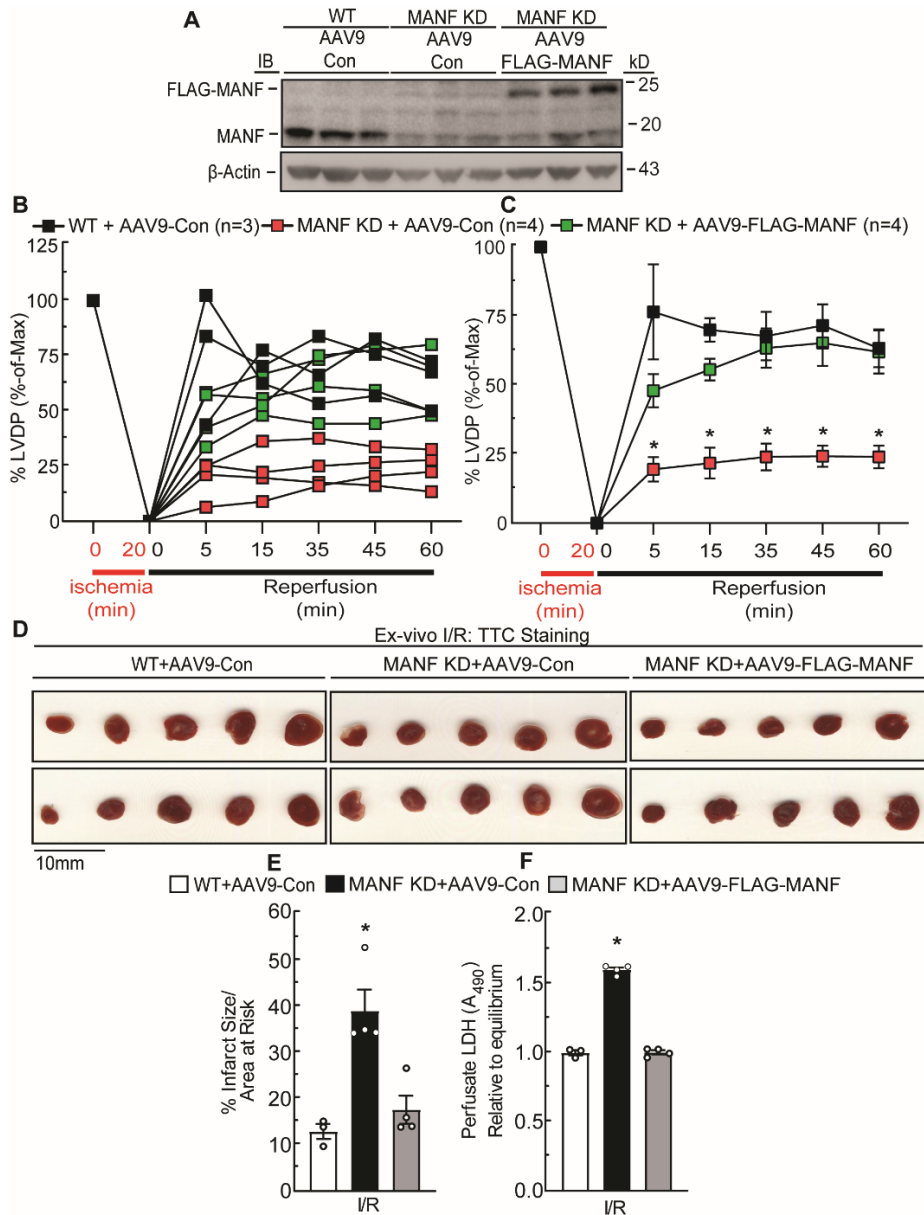 A
WT MANF KD MANF KD
AAV9 AAV9 AAV9
IB Con Con FLAG-MANF kD
FLAG-MANF 25
20
MANF
β-Actin 43
B C
WT + AAV9-Con (n=3) MANF KD + AAV9-Con (n=4) MANF KD + AAV9-FLAG-MANF (n=4)
% LVDP (%-of-Max)
125
100
75
50
25
0
0 20 0 5 15 35 45 60
ischemia Reperfusion
(min) (min)
% LVDP (%-of-Max)
100
75
50
25
0
* * * * *
0 20 0 5 15 35 45 60
ischemia Reperfusion
(min) (min)
D
Ex-vivo I/R: TTC Staining
WT+AAV9-Con MANF KD+AAV9-Con MANF KD+AAV9-FLAG-MANF
10mm
E F
WT+AAV9-Con MANF KD+AAV9-Con MANF KD+AAV9-FLAG-MANF
% Infarct Size/
Area at Risk
60
50
40
30
20
10
0
*
I/R
Perfusate LDH (A490)
Relative to equilibrium
2.0
1.5
1.0
0.5
0.0
*
I/R